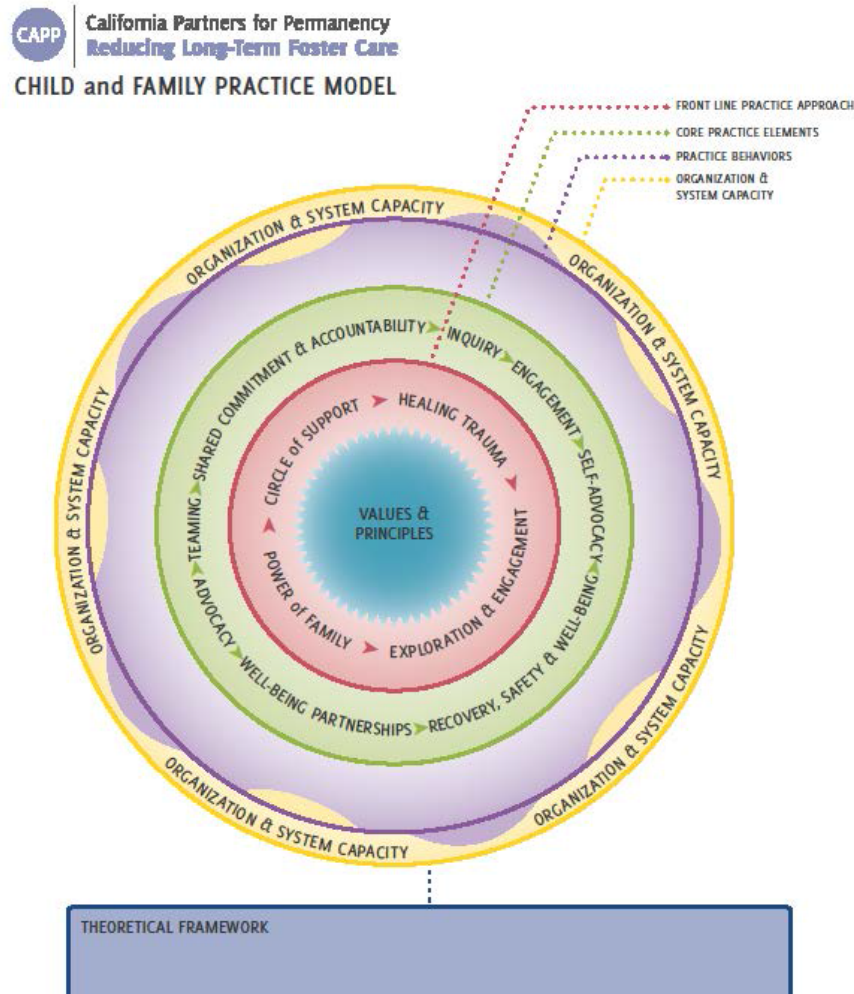 CAPP
California Partners for Permanency
Reducing Long-Term Foster Care
CHILD and FAMILY PRACTICE MODEL
FRONT LINE PRACTICE APPROACH
CORE PRACTICE ELEMENTS
PRACTICE BEHAVIORS
ORGANIZATION &
SYSTEM CAPACITY
ORGANIZATION & SYSTEM CAPACITY
ORGANIZATION & SYSTEM CAPACITY
ORGANIZATION & SYSTEM CAPACITY
ORGANIZATION & SYSTEM CAPACITY
ORGANIZATION & SYSTEM CAPACITY
SHARED COMMITMENT & ACCOUNTABILITY
INQUIRY
ENGAGEMENT
SELF-ADVOCACY
RECOVERY, SAFETY & WELL-BEING
WELL-BEING PARTNERSHIPS
ADVOCACY
TEAMING
CIRCLE of SUPPORT
HEALING TRAUMA
EXPLORATION & ENGAGEMENT
POWER of FAMILY
VALUES &
PRINCIPLES
THEORETICAL FRAMEWORK